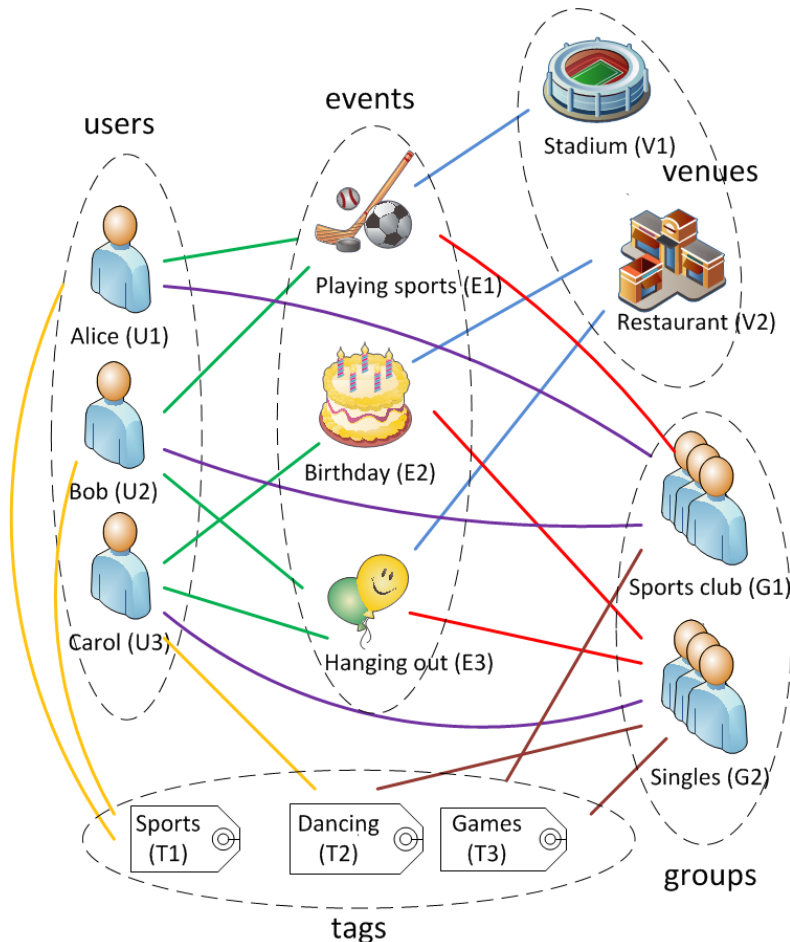 events
users
Stadium (V1)
venues
Playing sports (E1)
Restaurant (V2)
Alice (U1)
Birthday (E2)
Bob (U2)
Sports club (G1)
Carol (U3)
Hanging out (E3)
Singles (G2)
Sports
(T1)
Dancing
(T2)
Games
(T3)
groups
tags